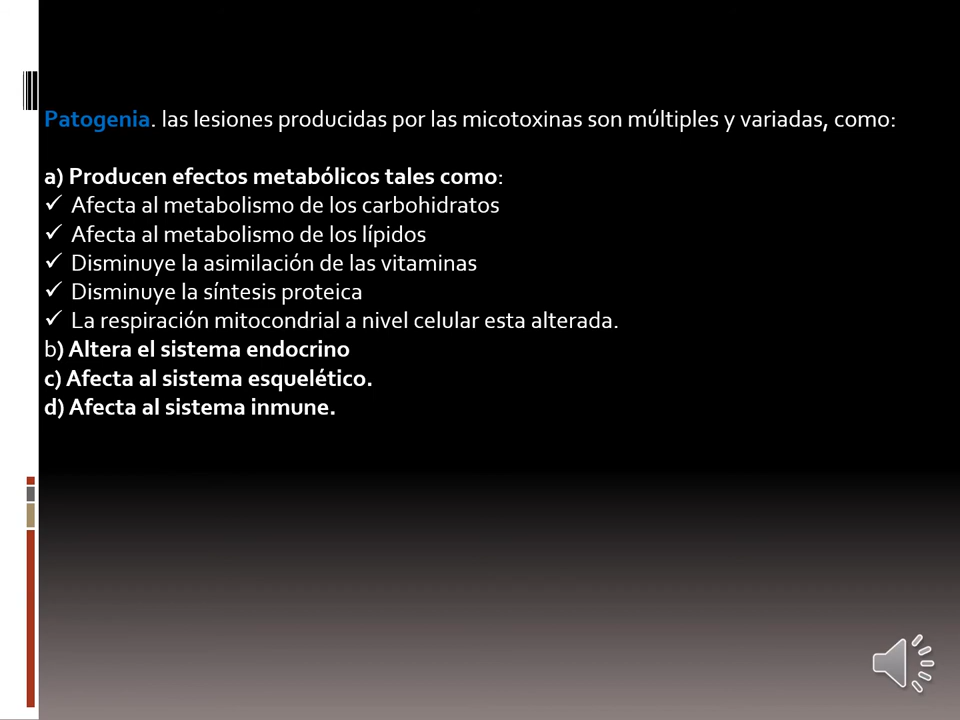 Patogenia. las lesiones producidas por las micotoxinas son múltiples y variadas, como:
a) Producen efectos metabólicos tales como:
✓ Afecta al metabolismo de los carbohidratos
✓ Afecta al metabolismo de los lípidos
✓ Disminuye la asimilación de las vitaminas
✓ Disminuye la síntesis proteica
✓ La respiración mitocondrial a nivel celular esta alterada.
b) Altera el sistema endocrino
c) Afecta al sistema esquelético.
d) Afecta al sistema inmune.